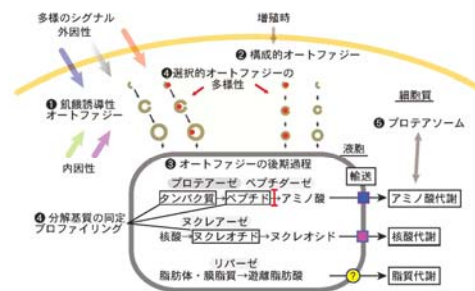 多様のシグナル
外因性
増殖時
❷ 構成的オートファジー
❹選択的オートファジーの
多様性
❶ 飢餓誘導性
オートファジー
細胞質
❺ プロテアソーム
内因性
液胞
❸ オートファジーの後期過程
輸送
プロテアーゼ ペプチダーゼ
タンパク質→ペプチド→アミノ酸
アミノ酸代謝
❹ 分解基質の同定
プロファイリング
ヌクレアーゼ
核酸→ヌクレオチド→ヌクレオシド
核酸代謝
リパーゼ
脂肪体・膜脂質→遊離脂肪酸
?
脂質代謝